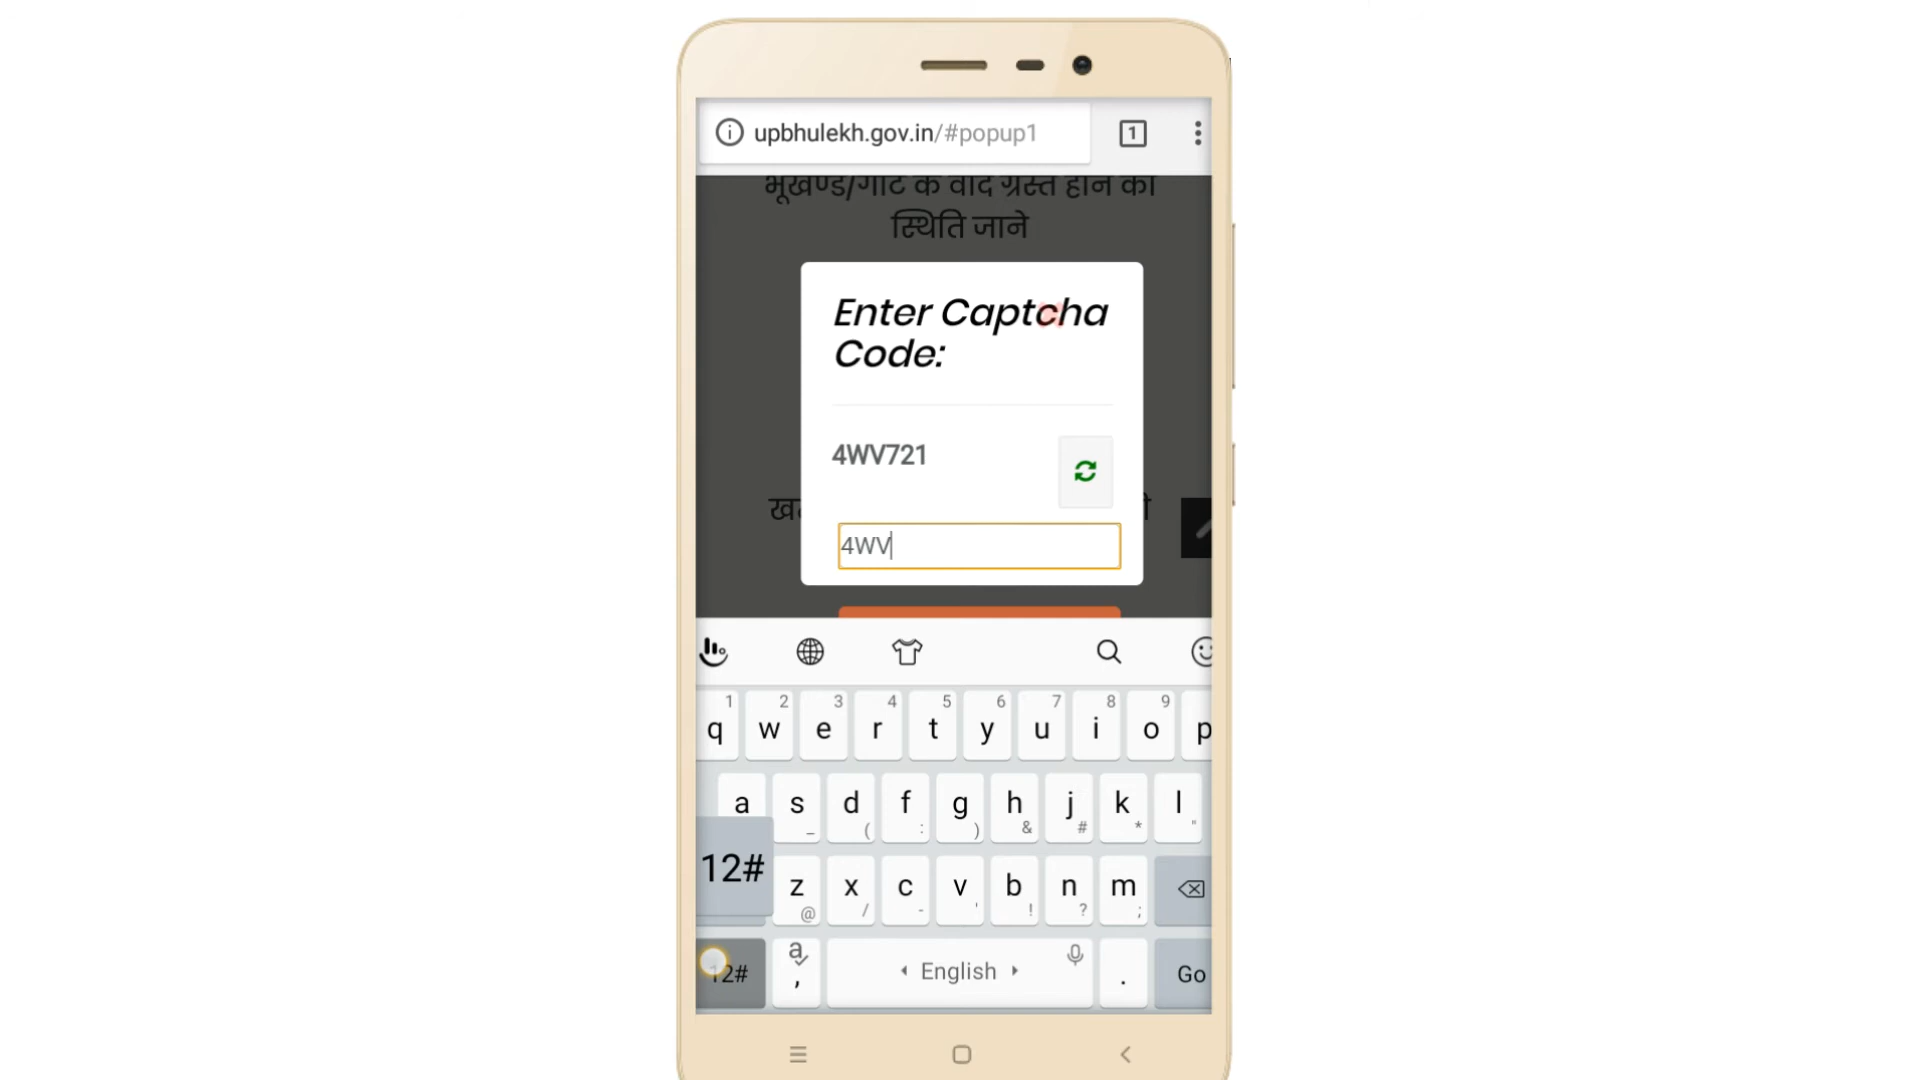 upbhulekh.gov.in/#popup1
1
भूखण्ड/गाटे के वाद ग्रस्त होने की
स्थिति जाने
Enter Captcha
Code:
4WV721
4WV
1 2 3 4 5 6 7 8 9
q w e r t y u i o p
a s d f g h j k l
_ ( : ) & # * "
12# z x c v b n m
@ / - ' ! ? ;
12# a , English . Go